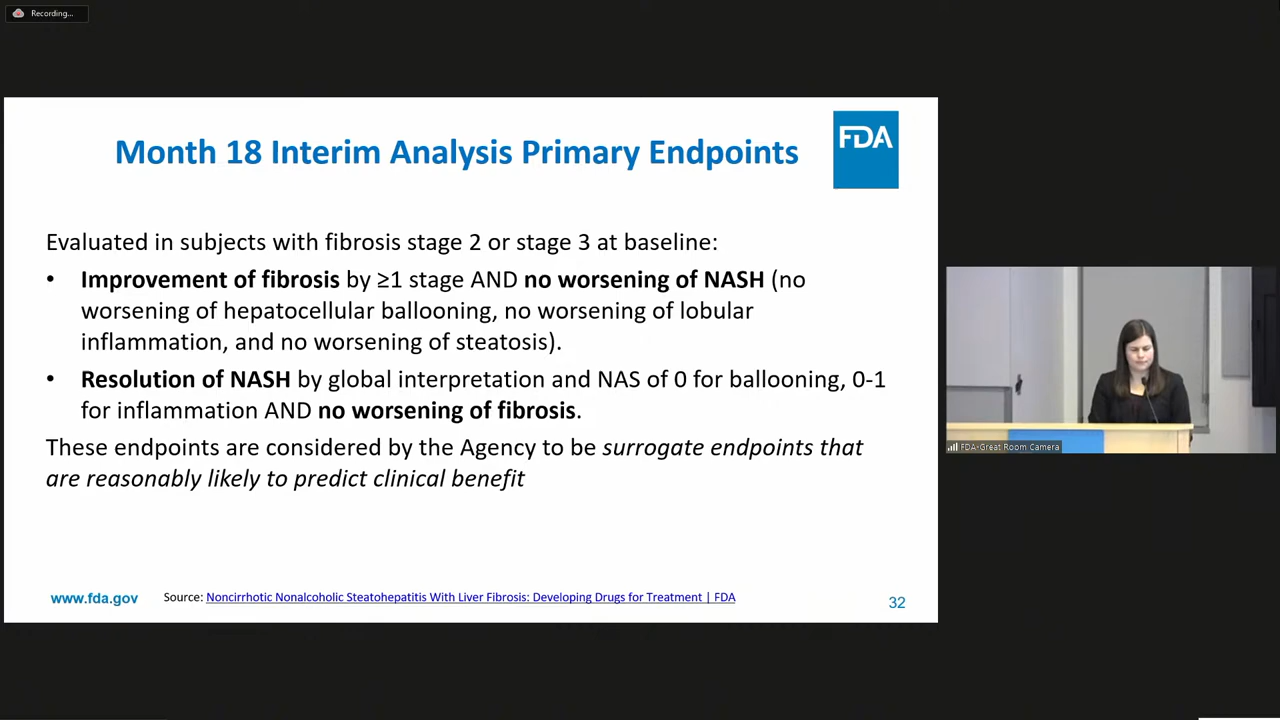 Recording...
Month 18 Interim Analysis Primary Endpoints
FDA
Evaluated in subjects with fibrosis stage 2 or stage 3 at baseline:
• Improvement of fibrosis by ≥1 stage AND no worsening of NASH (no
worsening of hepatocellular ballooning, no worsening of lobular
inflammation, and no worsening of steatosis).
• Resolution of NASH by global interpretation and NAS of 0 for ballooning, 0-1
for inflammation AND no worsening of fibrosis.
These endpoints are considered by the Agency to be surrogate endpoints that
are reasonably likely to predict clinical benefit
www.fda.gov
Source: Noncirrhotic Nonalcoholic Steatohepatitis With Liver Fibrosis: Developing Drugs for Treatment | FDA
32
FDA-Great Room Camera